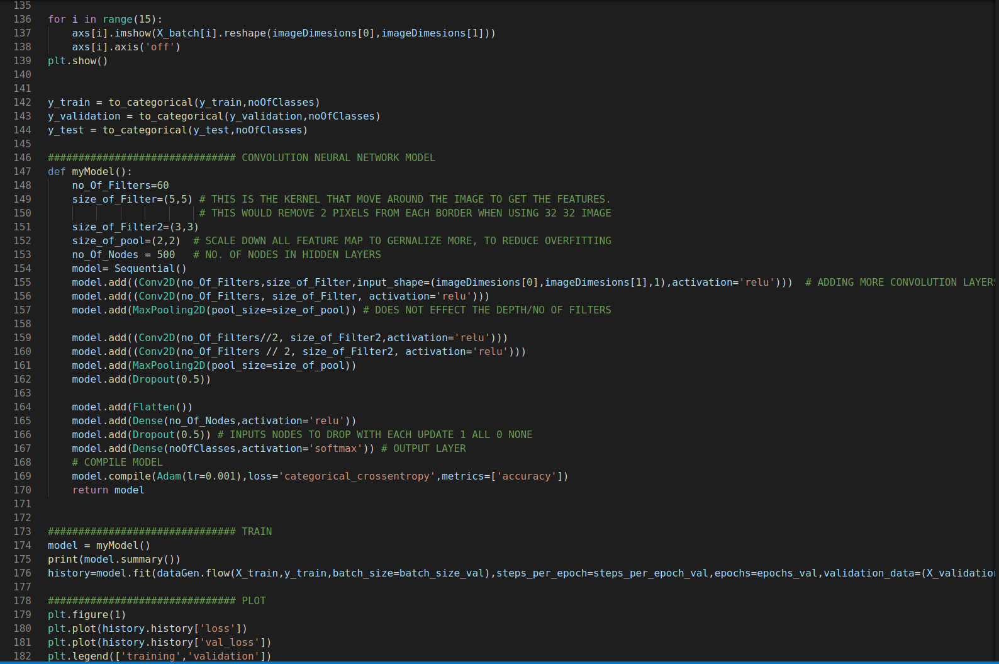 135
136 for i in range(15):
137     axs[i].imshow(X_batch[i].reshape(imageDimesions[0],imageDimesions[1]))
138     axs[i].axis('off')
139 plt.show()
140
141
142 y_train = to_categorical(y_train,noOfClasses)
143 y_validation = to_categorical(y_validation,noOfClasses)
144 y_test = to_categorical(y_test,noOfClasses)
145
146 ############################### CONVOLUTION NEURAL NETWORK MODEL
147 def myModel():
148     no_Of_Filters=60
149     size_of_Filter=(5,5) # THIS IS THE KERNEL THAT MOVE AROUND THE IMAGE TO GET THE FEATURES.
150                          # THIS WOULD REMOVE 2 PIXELS FROM EACH BORDER WHEN USING 32 32 IMAGE
151     size_of_Filter2=(3,3)
152     size_of_pool=(2,2)  # SCALE DOWN ALL FEATURE MAP TO GERNALIZE MORE, TO REDUCE OVERFITTING
153     no_Of_Nodes = 500   # NO. OF NODES IN HIDDEN LAYERS
154     model= Sequential()
155     model.add((Conv2D(no_Of_Filters,size_of_Filter,input_shape=(imageDimesions[0],imageDimesions[1],1),activation='relu')))  # ADDING MORE CONVOLUTION LAYERS
156     model.add((Conv2D(no_Of_Filters, size_of_Filter, activation='relu')))
157     model.add(MaxPooling2D(pool_size=size_of_pool)) # DOES NOT EFFECT THE DEPTH/NO OF FILTERS
158
159     model.add((Conv2D(no_Of_Filters//2, size_of_Filter2,activation='relu')))
160     model.add((Conv2D(no_Of_Filters // 2, size_of_Filter2, activation='relu')))
161     model.add(MaxPooling2D(pool_size=size_of_pool))
162     model.add(Dropout(0.5))
163
164     model.add(Flatten())
165     model.add(Dense(no_Of_Nodes,activation='relu'))
166     model.add(Dropout(0.5)) # INPUTS NODES TO DROP WITH EACH UPDATE 1 ALL 0 NONE
167     model.add(Dense(noOfClasses,activation='softmax')) # OUTPUT LAYER
168     # COMPILE MODEL
169     model.compile(Adam(lr=0.001),loss='categorical_crossentropy',metrics=['accuracy'])
170     return model
171
172
173 ############################### TRAIN
174 model = myModel()
175 print(model.summary())
176 history=model.fit(dataGen.flow(X_train,y_train,batch_size=batch_size_val),steps_per_epoch=steps_per_epoch_val,epochs=epochs_val,validation_data=(X_validatio
177
178 ############################### PLOT
179 plt.figure(1)
180 plt.plot(history.history['loss'])
181 plt.plot(history.history['val_loss'])
182 plt.legend(['training','validation'])